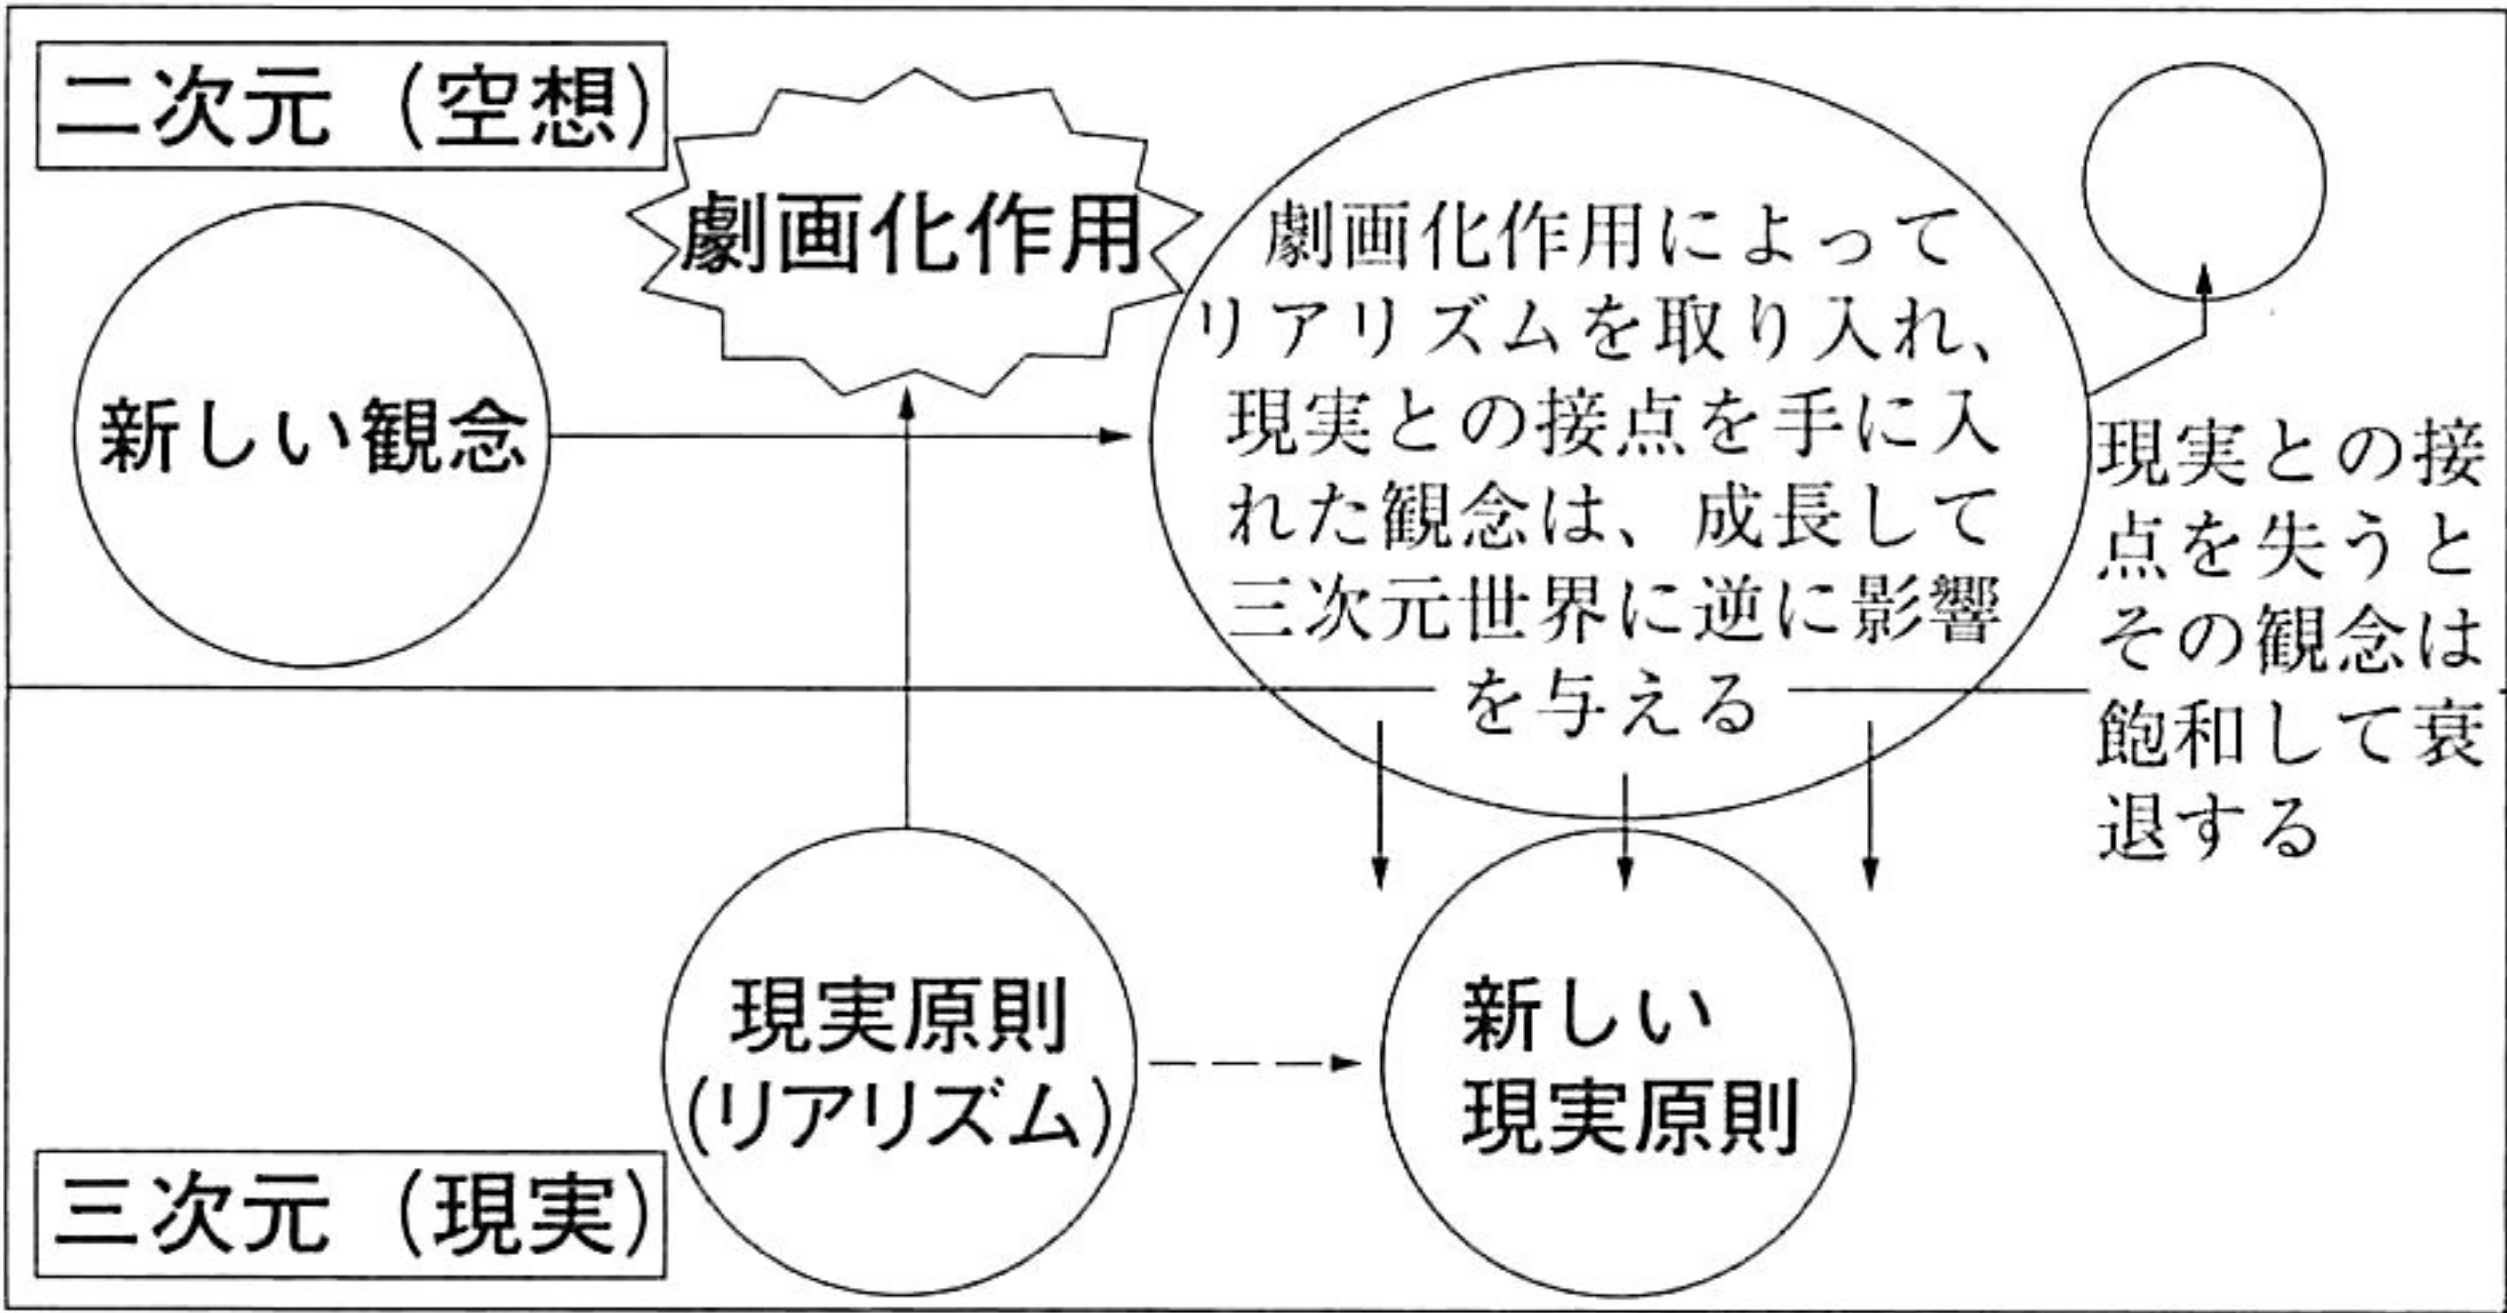 二次元（空想）
劇画化作用
新しい観念
劇画化作用によって
リアリズムを取り入れ、
現実との接点を手に入
れた観念は、成長して
三次元世界に逆に影響
を与える
現実との接
点を失うと
その観念は
飽和して衰
退する
現実原則
（リアリズム）
新しい
現実原則
三次元（現実）